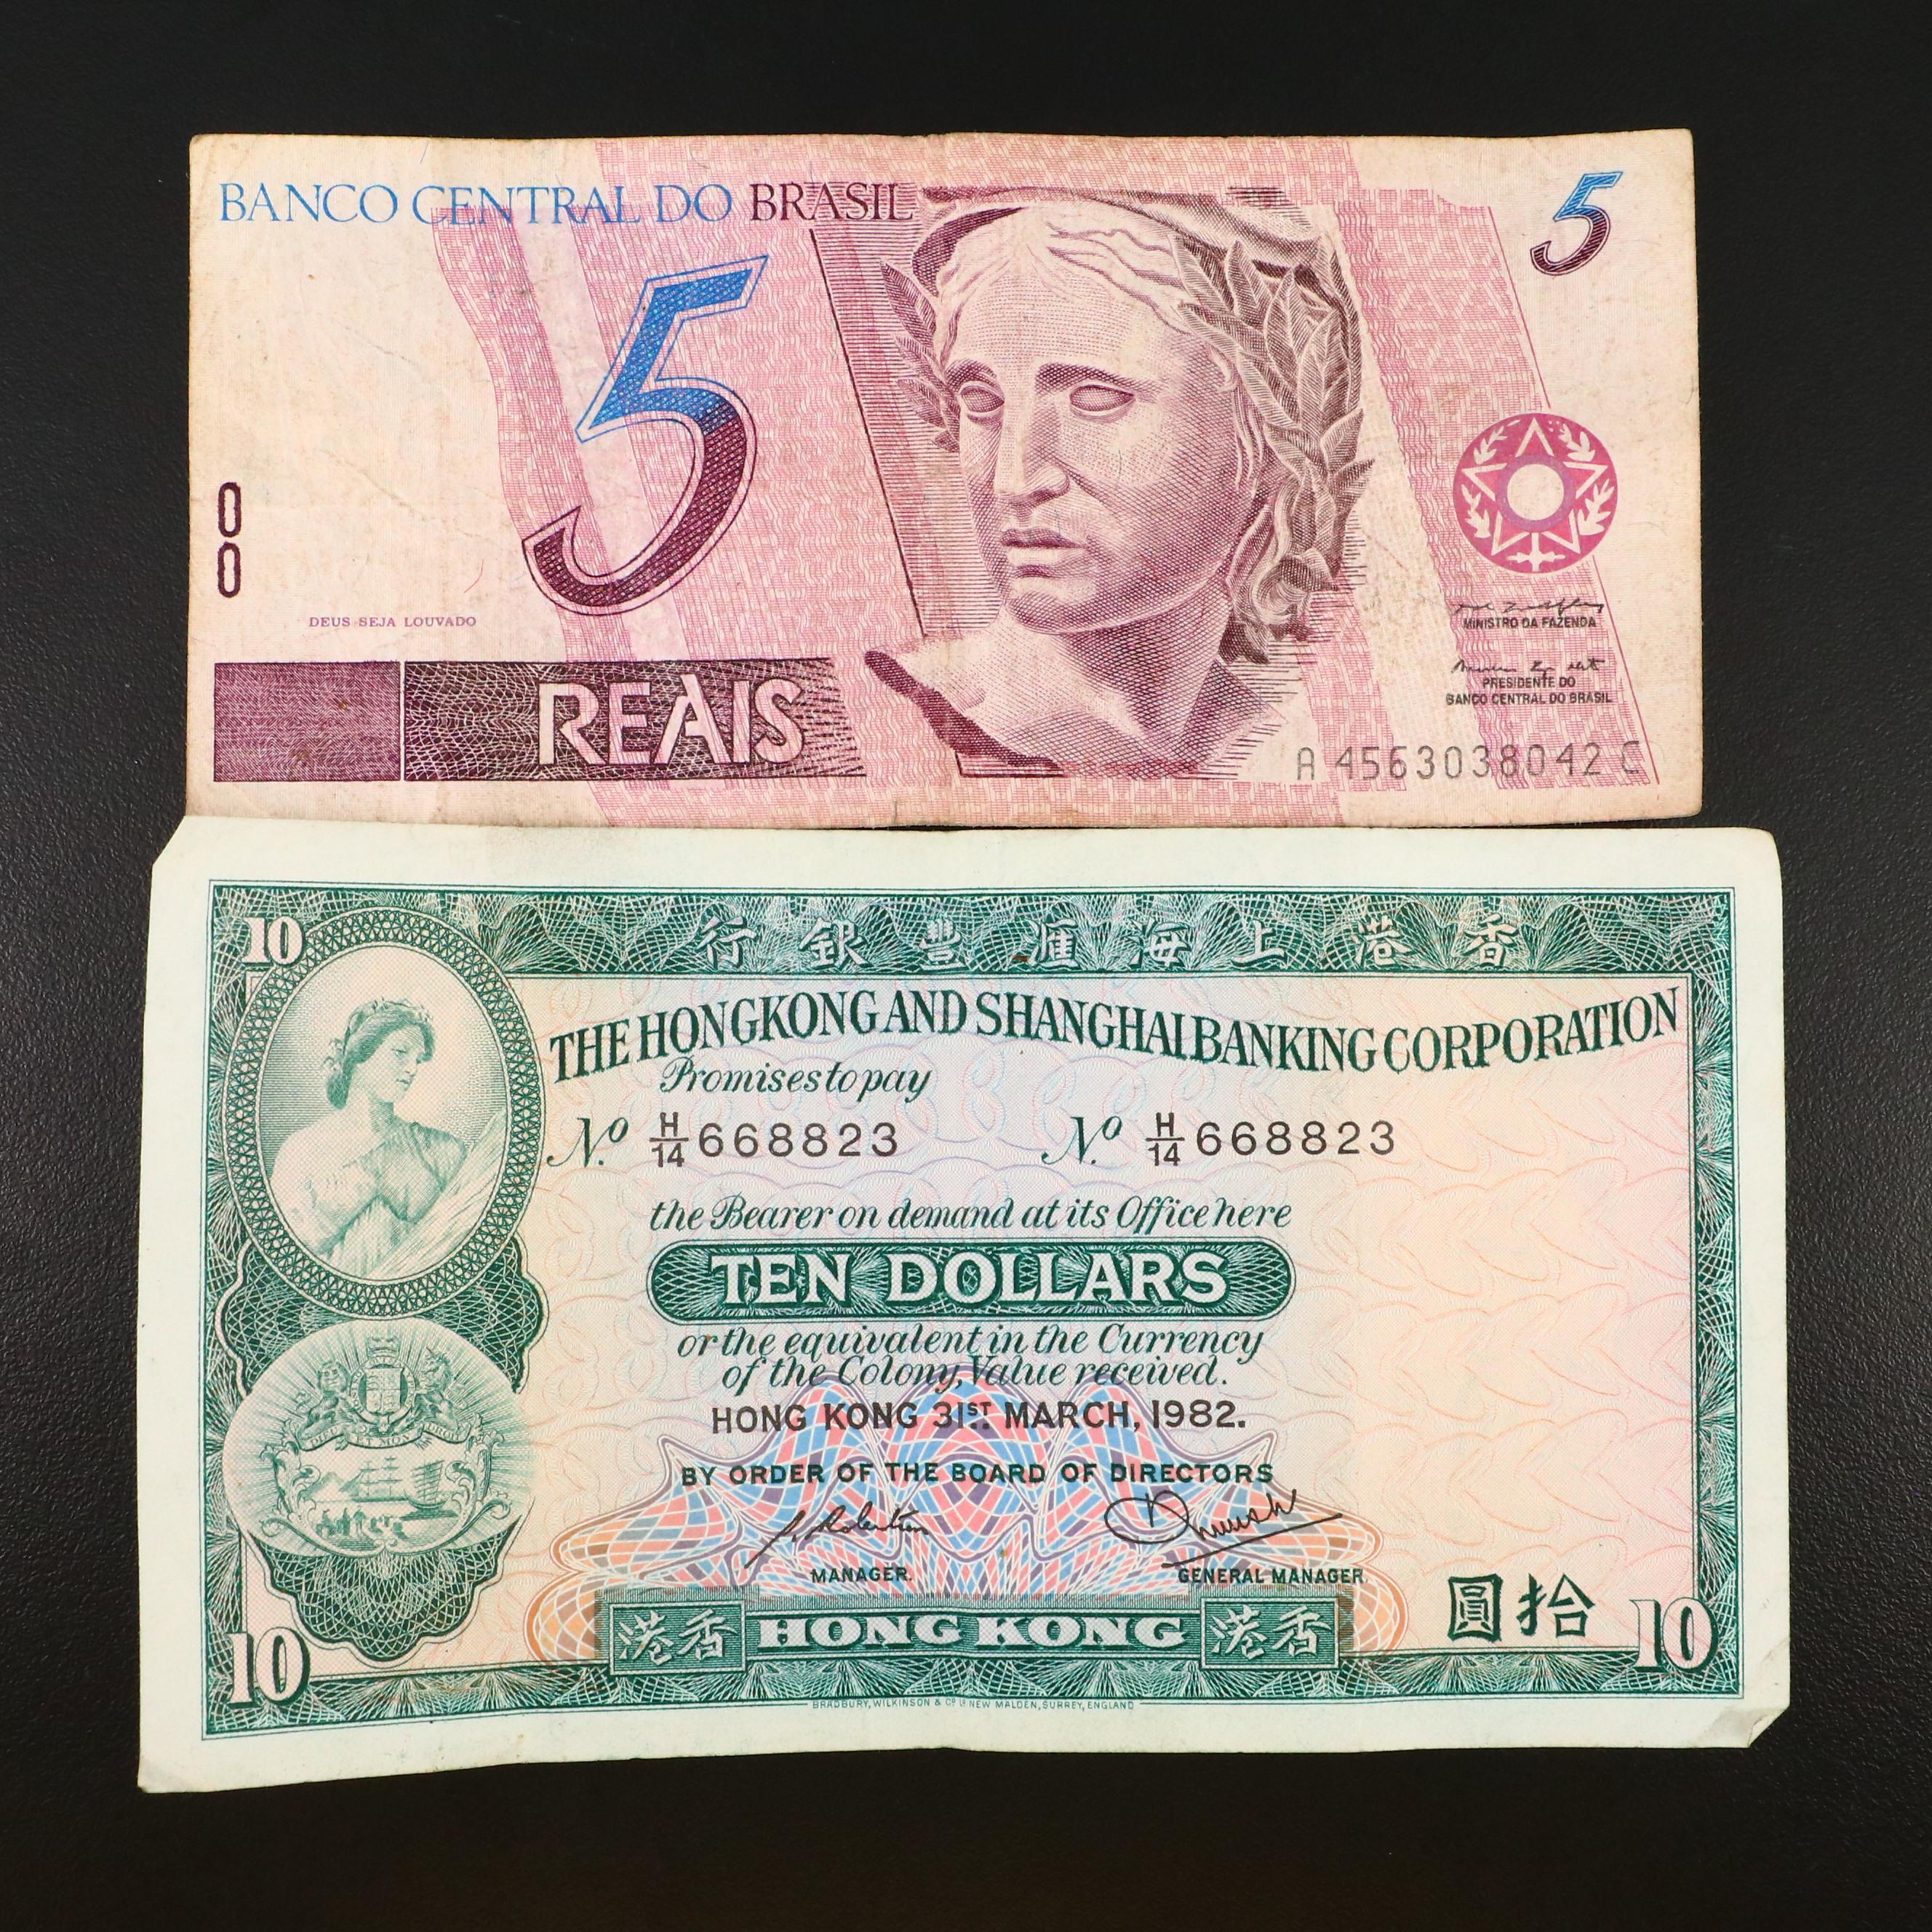 BANCO CENTRAL DO BRASIL
5
5
DEUS SEJA LOUVADO
REAIS
MINISTRO DA FAZENDA
PRESIDENTE DO
BANCO CENTRAL DO BRASIL
A 4563038042 C
10
行銀豐滙海上港香
THE HONGKONG AND SHANGHAI BANKING CORPORATION
Promises to pay
No. H/14 668823 No. H/14 668823
the Bearer on demand at its Office here
TEN DOLLARS
or the equivalent in the Currency
of the Colony, Value received.
HONG KONG 31ST MARCH, 1982.
BY ORDER OF THE BOARD OF DIRECTORS
MANAGER. GENERAL MANAGER.
港香 HONG KONG 港香
圓拾
10
10
BRADBURY, WILKINSON & Co. Ld. NEW MALDEN, SURREY, ENGLAND